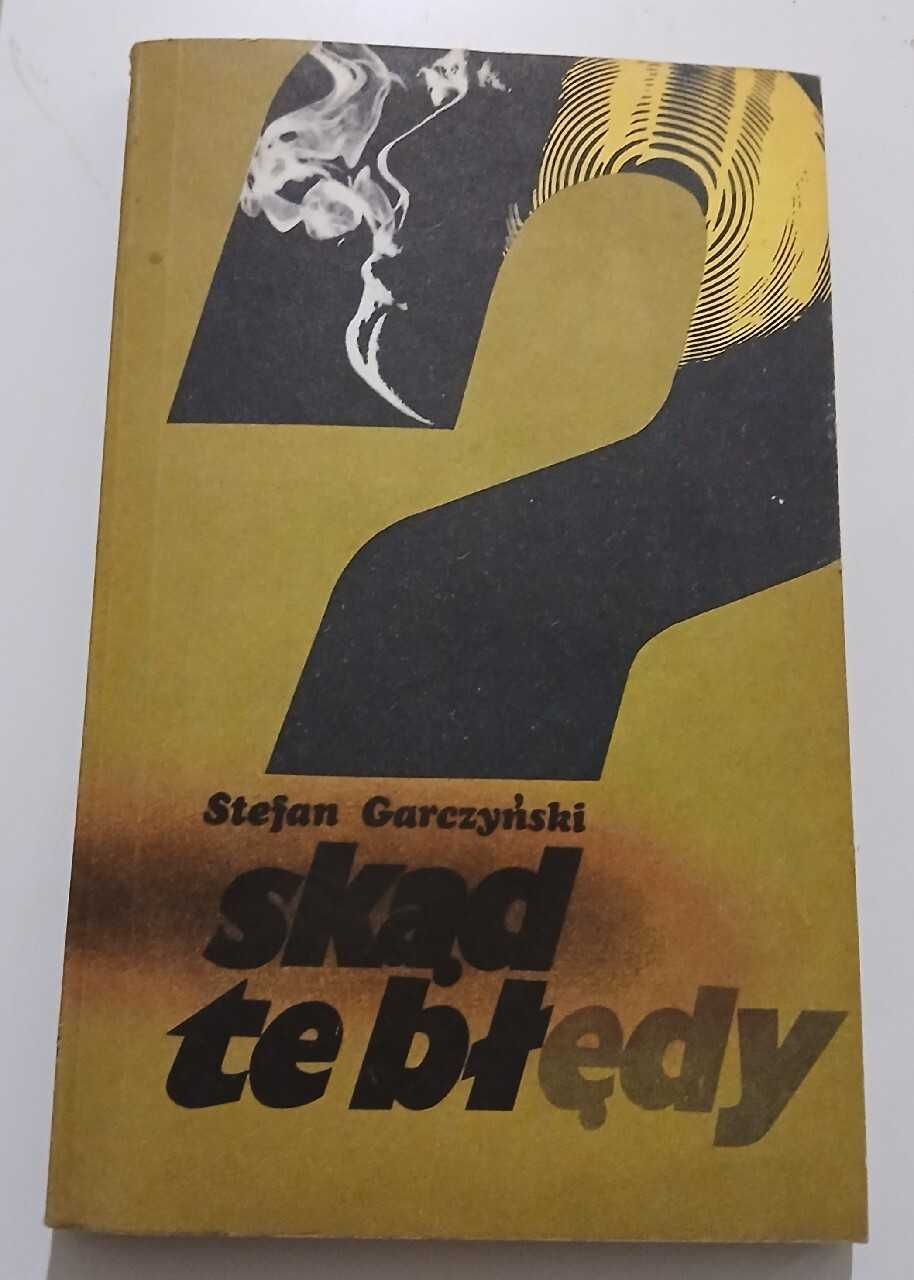 Stefan Garczyński
skąd
te błędy